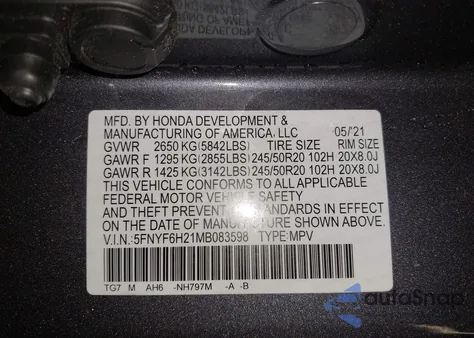 MFD. BY HONDA DEVELOPMENT &
MANUFACTURING OF AMERICA, LLC 05/'21
GVWR 2650 KG(5842LBS) TIRE SIZE RIM SIZE
GAWR F 1295 KG(2855LBS) 245/50R20 102H 20X8.0J
GAWR R 1425 KG(3142LBS) 245/50R20 102H 20X8.0J
THIS VEHICLE CONFORMS TO ALL APPLICABLE
FEDERAL MOTOR VEHICLE SAFETY
AND THEFT PREVENTION STANDARDS IN EFFECT
ON THE DATE OF MANUFACTURE SHOWN ABOVE.
V.I.N.: 5FNYF6H21MB083598 TYPE: MPV
TG7 M AH6 -NH797M -A -B
autoSnap